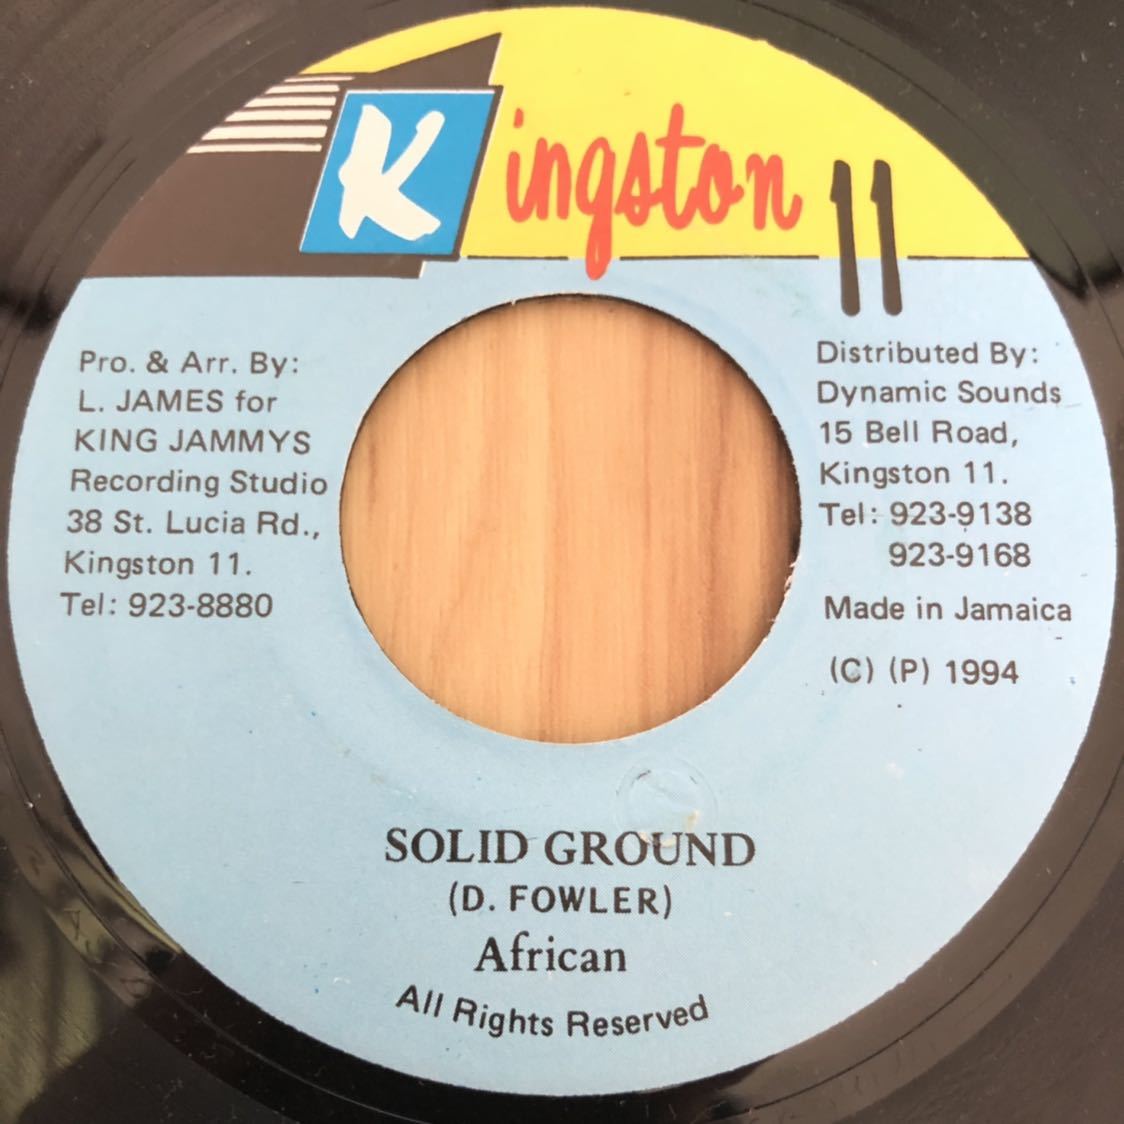 Kingston 11
Pro. & Arr. By:
L. JAMES for
KING JAMMYS
Recording Studio
38 St. Lucia Rd.,
Kingston 11.
Tel: 923-8880
Distributed By:
Dynamic Sounds
15 Bell Road,
Kingston 11.
Tel: 923-9138
923-9168
Made in Jamaica
(C) (P) 1994
SOLID GROUND
(D. FOWLER)
African
All Rights Reserved